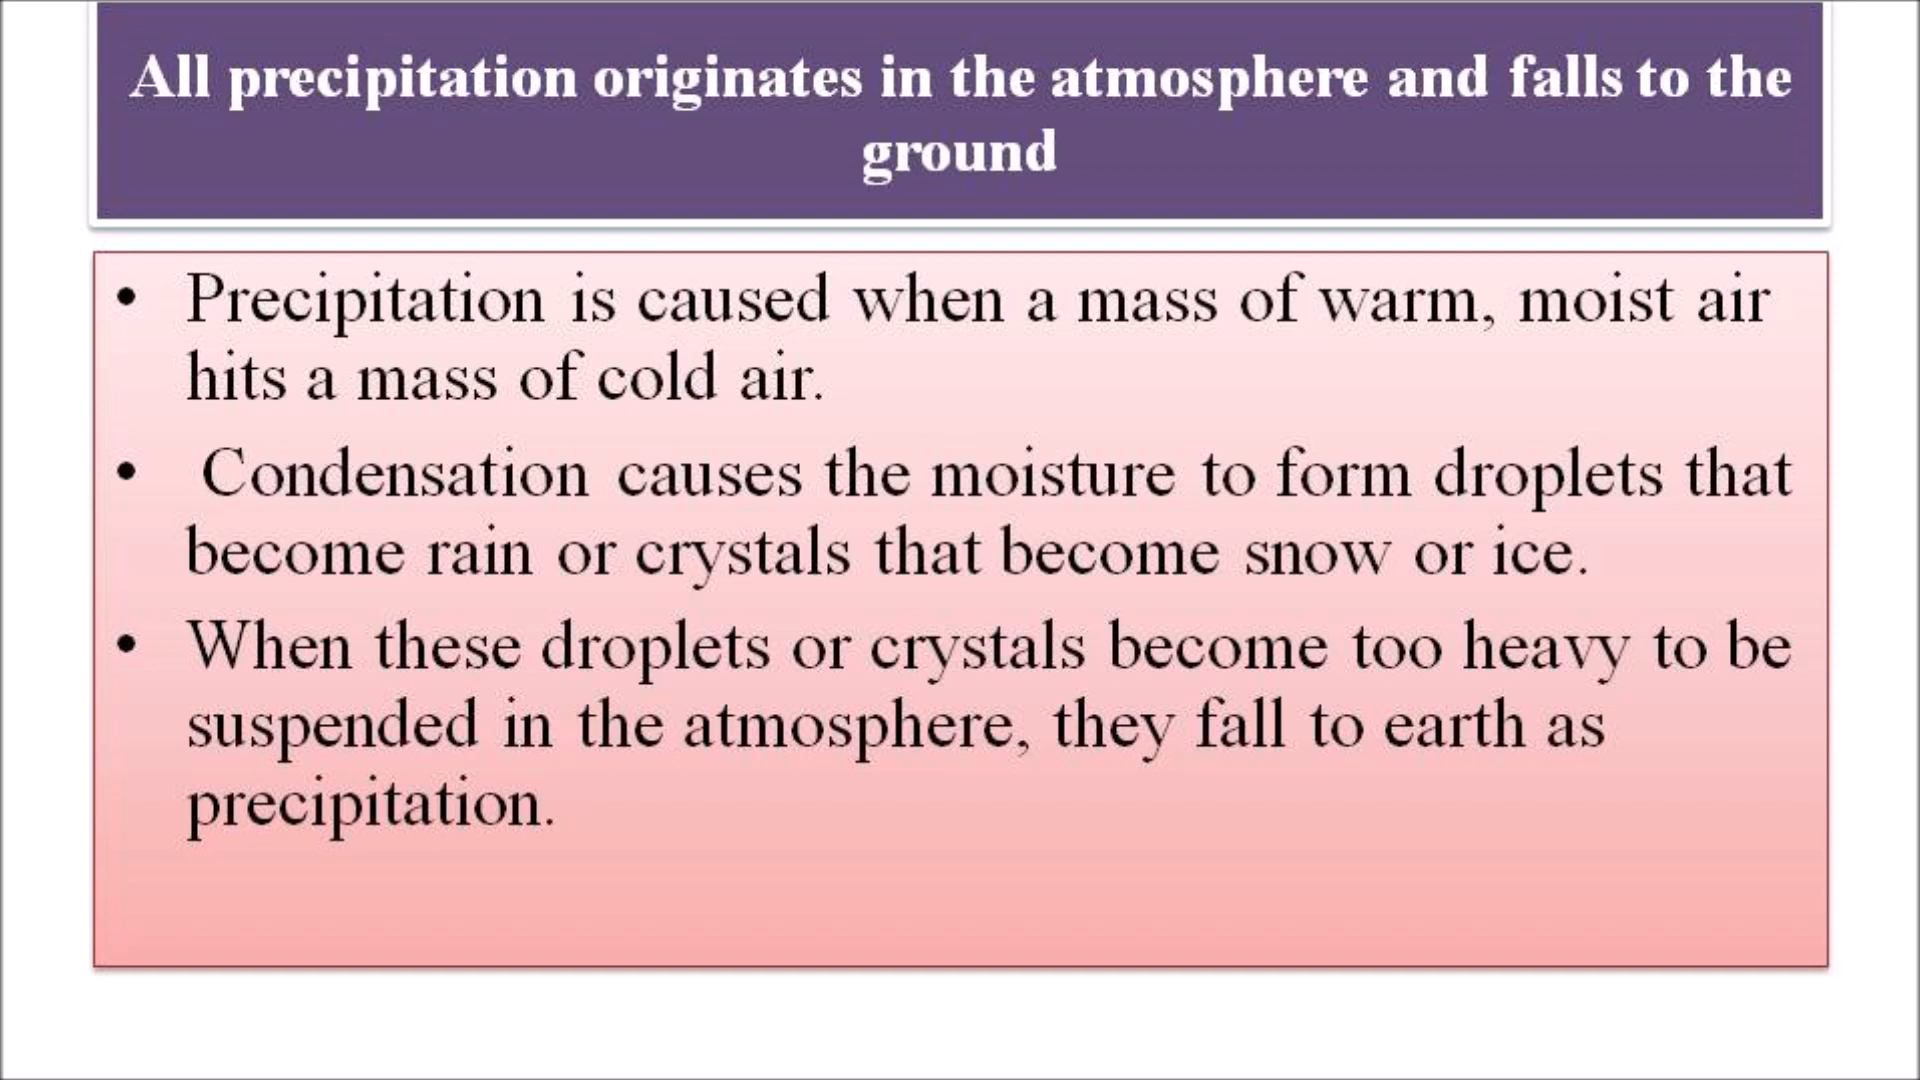 All precipitation originates in the atmosphere and falls to the
ground
• Precipitation is caused when a mass of warm, moist air
hits a mass of cold air.
• Condensation causes the moisture to form droplets that
become rain or crystals that become snow or ice.
• When these droplets or crystals become too heavy to be
suspended in the atmosphere, they fall to earth as
precipitation.